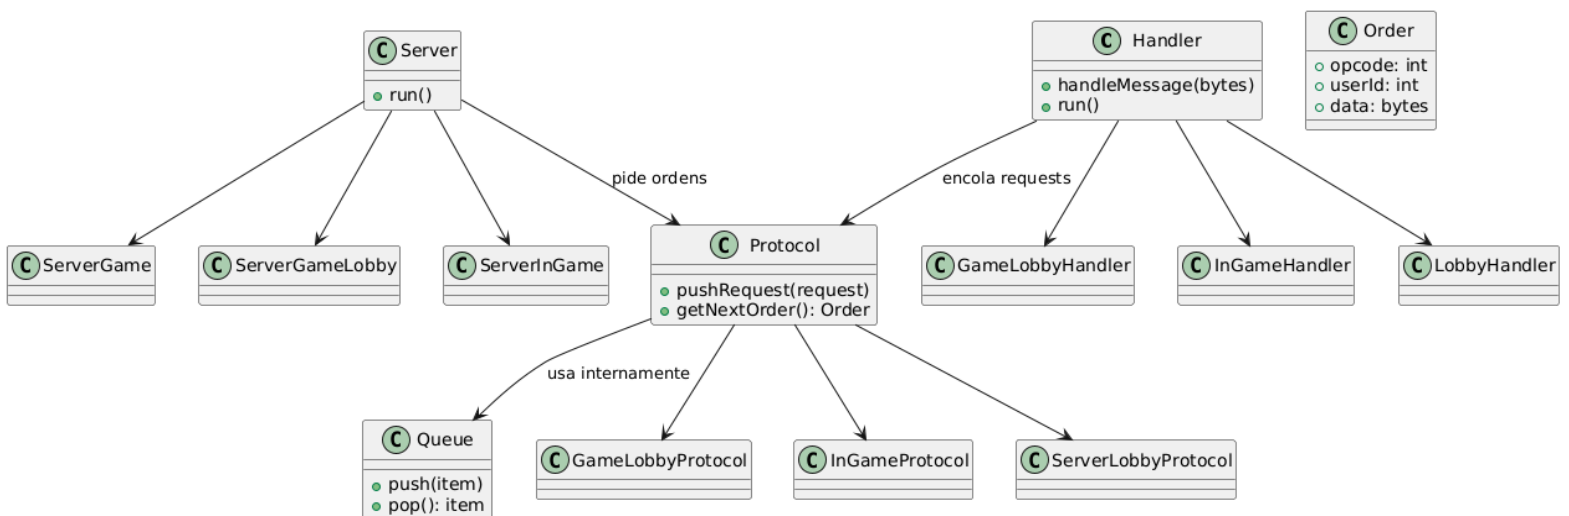 C Server
run()
C Handler
handleMessage(bytes)
run()
C Order
opcode: int
userId: int
data: bytes
pide ordens
encola requests
C ServerGame
C ServerGameLobby
C ServerInGame
C Protocol
pushRequest(request)
getNextOrder(): Order
C GameLobbyHandler
C InGameHandler
C LobbyHandler
usa internamente
C Queue
push(item)
pop(): item
C GameLobbyProtocol
C InGameProtocol
C ServerLobbyProtocol